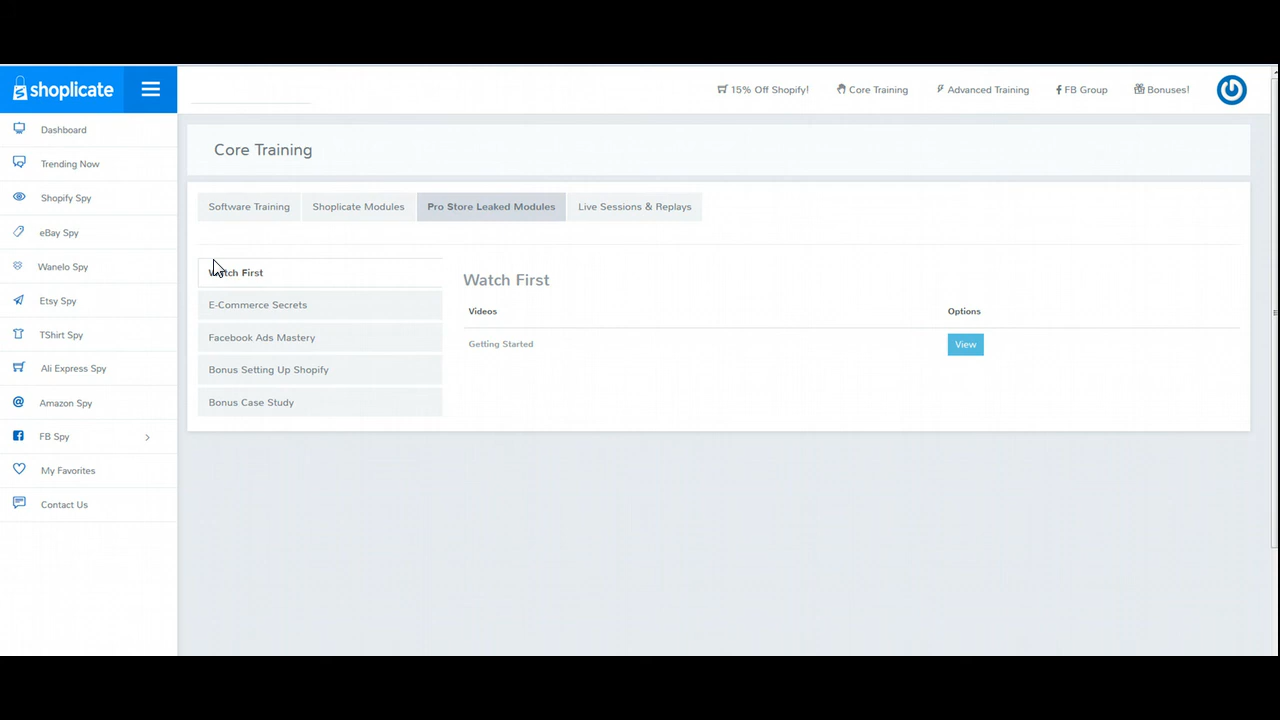 shoplicate
15% Off Shopify!
Core Training
Advanced Training
FB Group
Bonuses!
Dashboard
Trending Now
Shopify Spy
eBay Spy
Wanelo Spy
Etsy Spy
TShirt Spy
Ali Express Spy
Amazon Spy
FB Spy
My Favorites
Contact Us
Core Training
Software Training
Shoplicate Modules
Pro Store Leaked Modules
Live Sessions & Replays
Watch First
E-Commerce Secrets
Facebook Ads Mastery
Bonus Setting Up Shopify
Bonus Case Study
Watch First
Videos
Options
Getting Started
View